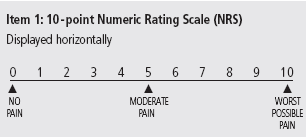 Item 1: 10-point Numeric Rating Scale (NRS)
Displayed horizontally
0 1 2 3 4 5 6 7 8 9 10
NO MODERATE WORST
PAIN PAIN POSSIBLE
PAIN